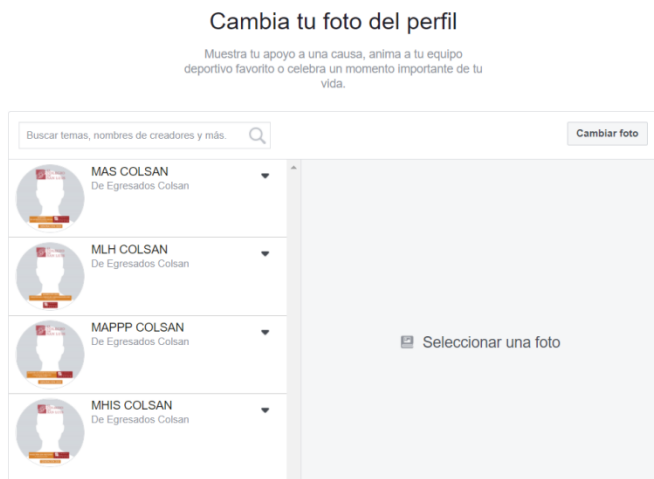 Cambia tu foto del perfil
Muestra tu apoyo a una causa, anima a tu equipo
deportivo favorito o celebra un momento importante de tu
vida.
Buscar temas, nombres de creadores y más.
Cambiar foto
MAS COLSAN
De Egresados Colsan
MLH COLSAN
De Egresados Colsan
MAPPP COLSAN
De Egresados Colsan
MHIS COLSAN
De Egresados Colsan
Seleccionar una foto